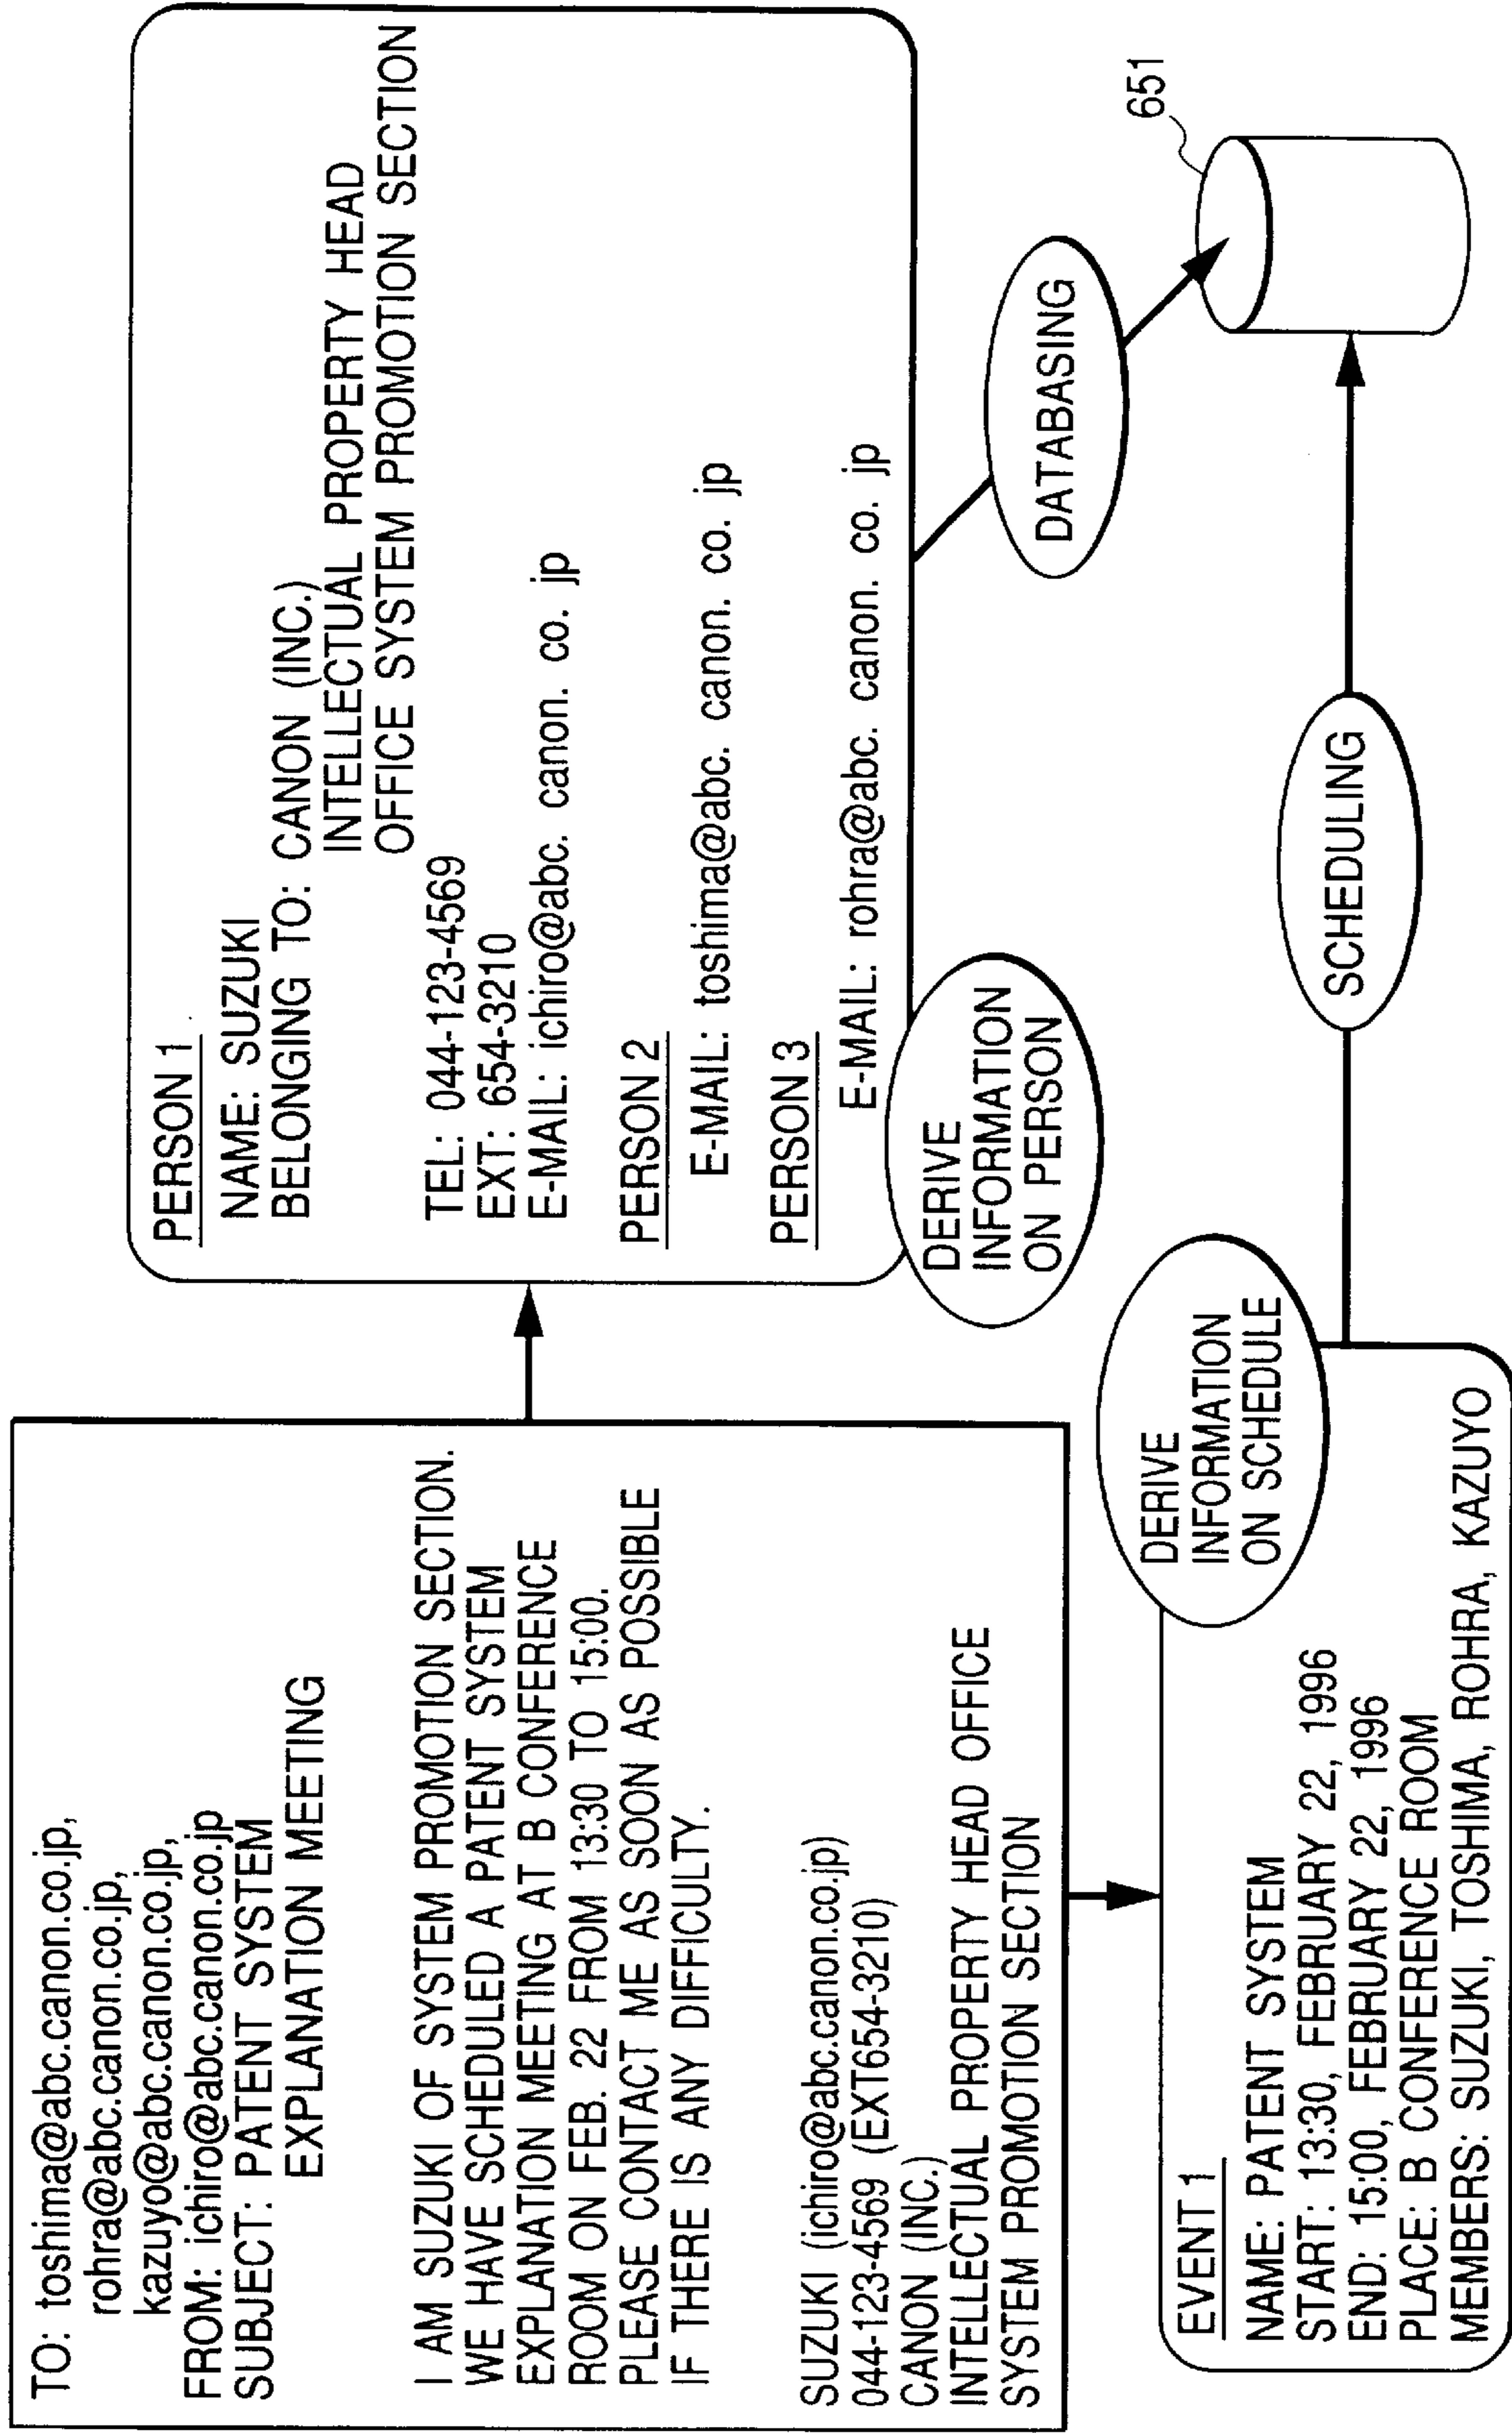 TO: toshima@abc.canon.co.jp,
rohra@abc.canon.co.jp,
kazuyo@abc.canon.co.jp,
FROM: ichiro@abc.canon.co.jp
SUBJECT: PATENT SYSTEM
EXPLANATION MEETING
I AM SUZUKI OF SYSTEM PROMOTION SECTION.
WE HAVE SCHEDULED A PATENT SYSTEM
EXPLANATION MEETING AT B CONFERENCE
ROOM ON FEB. 22 FROM 13:30 TO 15:00.
PLEASE CONTACT ME AS SOON AS POSSIBLE
IF THERE IS ANY DIFFICULTY.
SUZUKI (ichiro@abc.canon.co.jp)
044-123-4569 (EXT654-3210)
CANON (INC.)
INTELLECTUAL PROPERTY HEAD OFFICE
SYSTEM PROMOTION SECTION
PERSON 1
NAME: SUZUKI
BELONGING TO: CANON (INC.)
INTELLECTUAL PROPERTY HEAD
OFFICE SYSTEM PROMOTION SECTION
TEL: 044-123-4569
EXT: 654-3210
E-MAIL: ichiro@abc. canon. co. jp
PERSON 2
E-MAIL: toshima@abc. canon. co. jp
PERSON 3
E-MAIL: rohra@abc. canon. co. jp
DERIVE
INFORMATION
ON PERSON
DATABASING
651
DERIVE
INFORMATION
ON SCHEDULE
SCHEDULING
EVENT 1
NAME: PATENT SYSTEM
START: 13:30, FEBRUARY 22, 1996
END: 15:00, FEBRUARY 22, 1996
PLACE: B CONFERENCE ROOM
MEMBERS: SUZUKI, TOSHIMA, ROHRA, KAZUYO